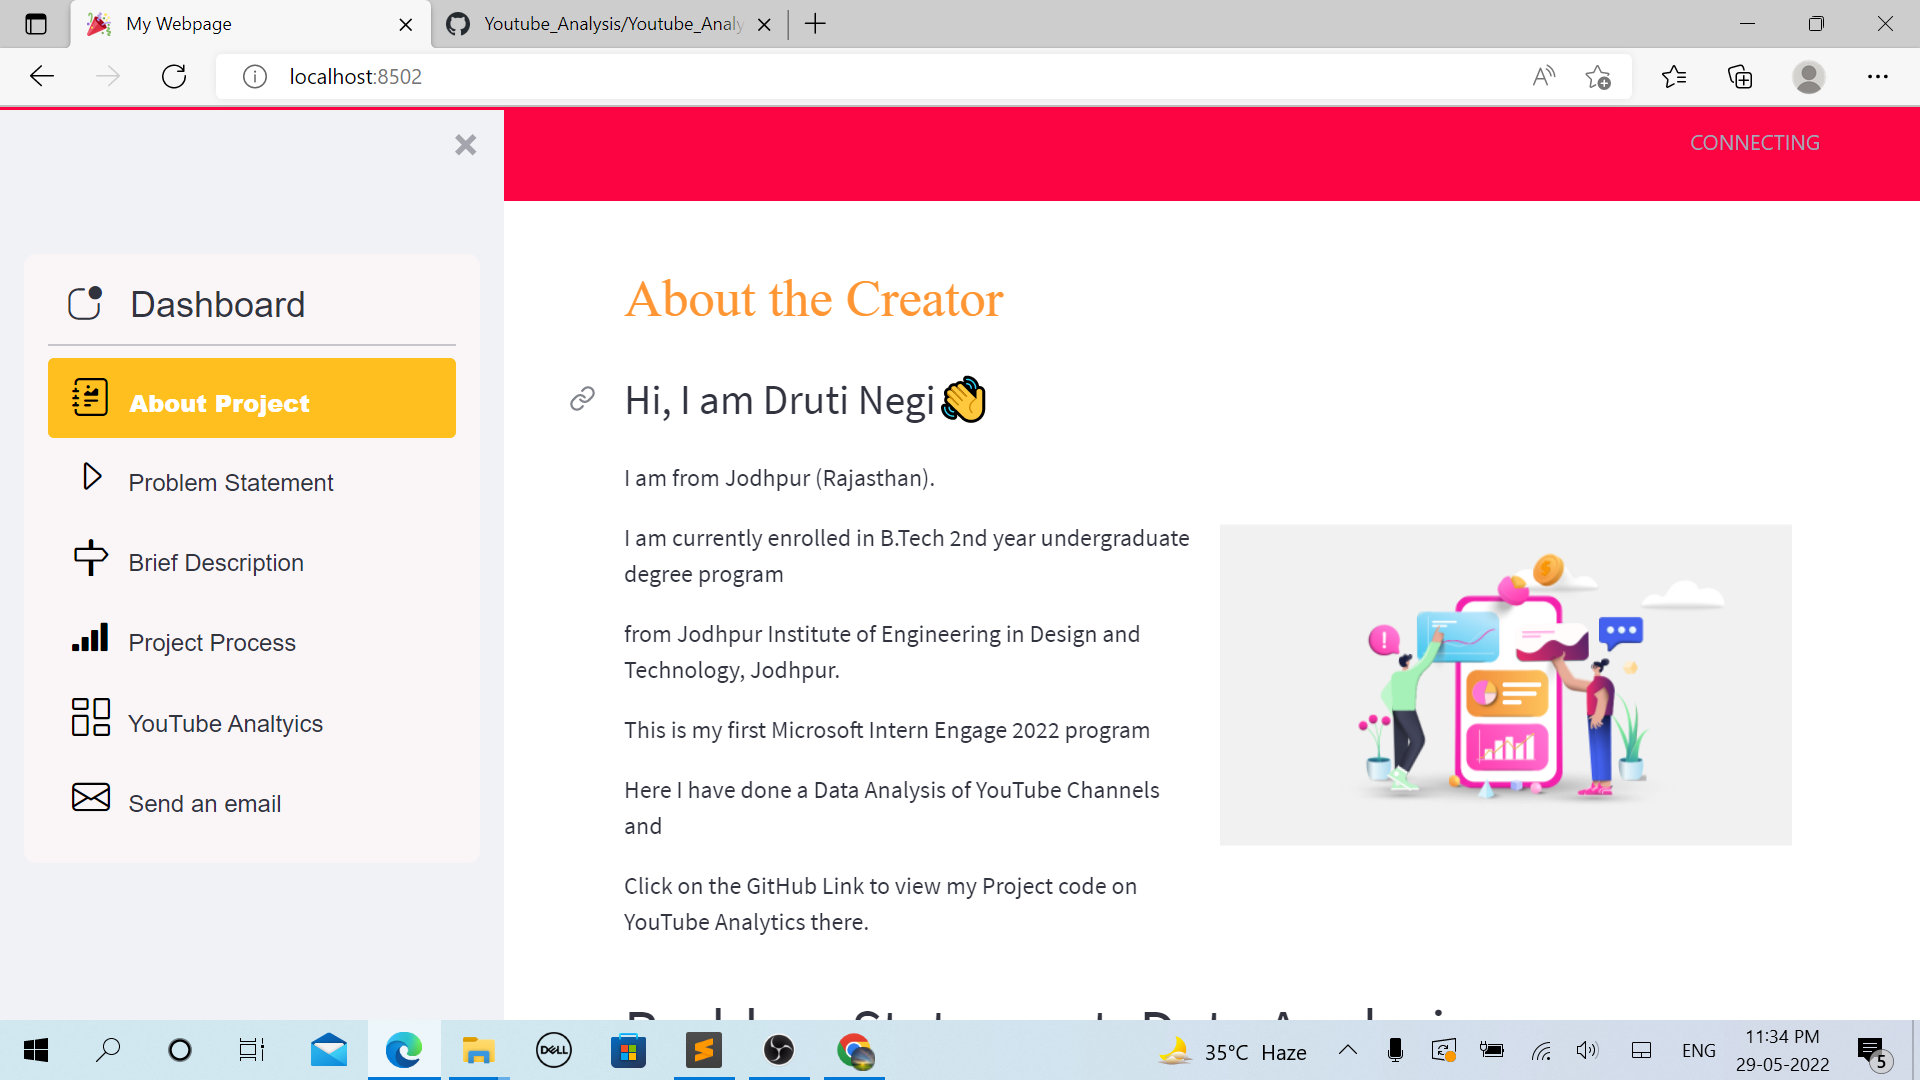 My Webpage
Youtube_Analysis/Youtube_Analy
localhost:8502
CONNECTING
Dashboard
About Project
Problem Statement
Brief Description
Project Process
YouTube Analtyics
Send an email
About the Creator
Hi, I am Druti Negi👋
I am from Jodhpur (Rajasthan).
I am currently enrolled in B.Tech 2nd year undergraduate
degree program
from Jodhpur Institute of Engineering in Design and
Technology, Jodhpur.
This is my first Microsoft Intern Engage 2022 program
Here I have done a Data Analysis of YouTube Channels
and
Click on the GitHub Link to view my Project code on
YouTube Analytics there.
DELL
35°C Haze
ENG
11:34 PM
29-05-2022
5